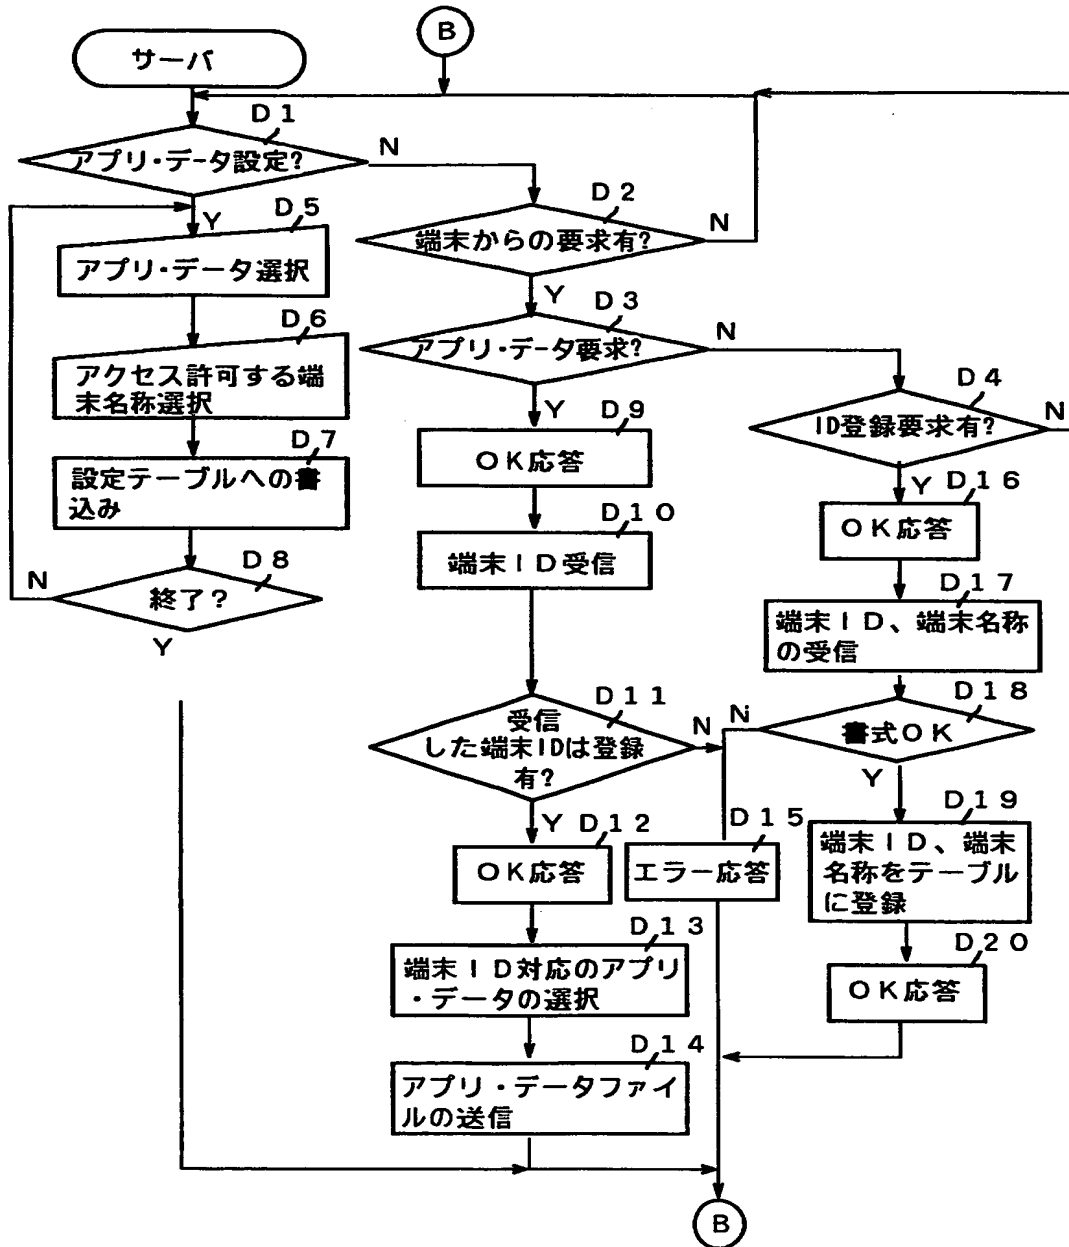 B
サーバ
D1
アプリ・データ設定?
N
Y
D2
端末からの要求有?
N
Y
D5
アプリ・データ選択
D3
アプリ・データ要求?
N
Y
D6
アクセス許可する端
末名称選択
D4
ID登録要求有?
N
Y
D9
OK応答
D7
設定テーブルへの書
込み
D16
OK応答
D10
端末ID受信
D8
終了?
N
Y
D17
端末ID、端末名称
の受信
D11
受信
した端末IDは登録
有?
N
Y
D18
書式OK
N
Y
D12
OK応答
D15
エラー応答
D19
端末ID、端末
名称をテーブル
に登録
D13
端末ID対応のアプリ
・データの選択
D20
OK応答
D14
アプリ・データファイ
ルの送信
B